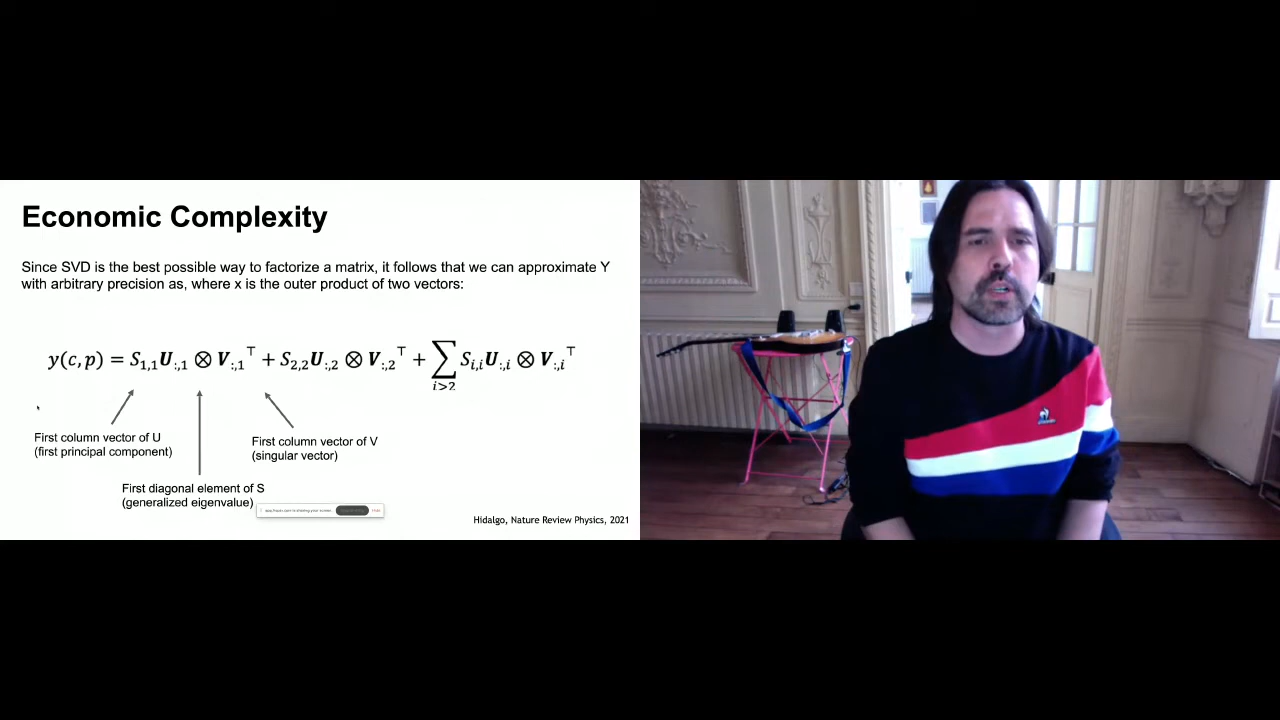 Economic Complexity
Since SVD is the best possible way to factorize a matrix, it follows that we can approximate Y
with arbitrary precision as, where x is the outer product of two vectors:
y(c,p) = S₁,₁U:,₁ ⊗ V:,₁ᵀ + S₂,₂U:,₂ ⊗ V:,₂ᵀ + ∑ Sᵢ,ᵢU:,ᵢ ⊗ V:,ᵢᵀ
i>2
First column vector of U
(first principal component)
First column vector of V
(singular vector)
First diagonal element of S
(generalized eigenvalue)
Hidalgo, Nature Review Physics, 2021